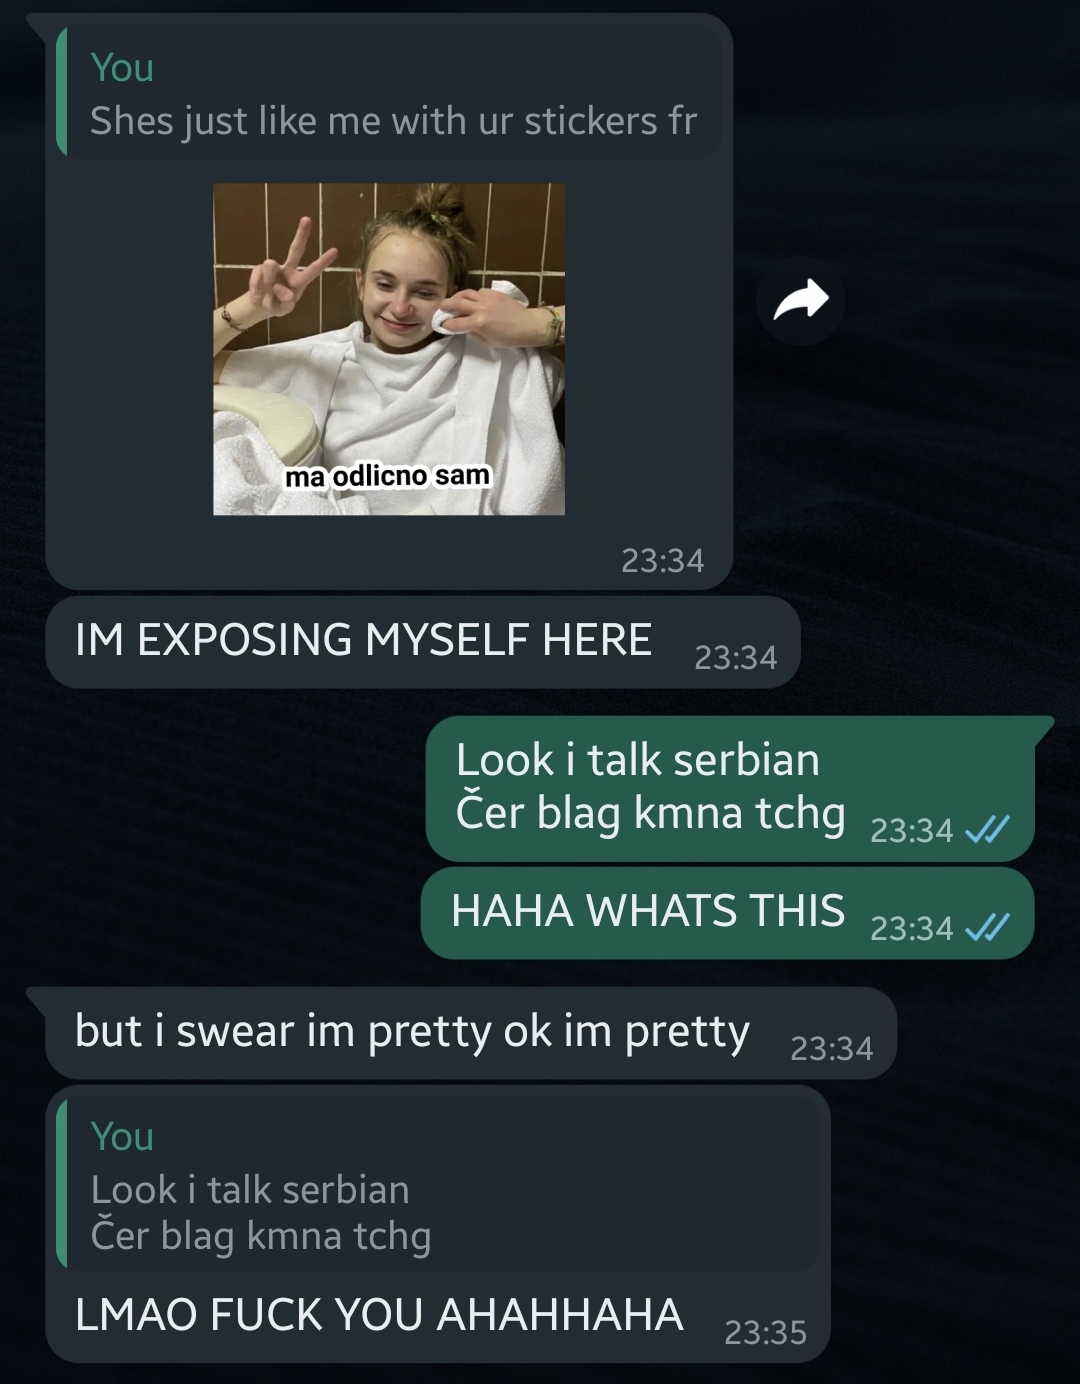 You
Shes just like me with ur stickers fr
ma odlicno sam
23:34
IM EXPOSING MYSELF HERE 23:34
Look i talk serbian
Čer blag kmna tchg 23:34
HAHA WHATS THIS 23:34
but i swear im pretty ok im pretty 23:34
You
Look i talk serbian
Čer blag kmna tchg
LMAO FUCK YOU AHAHHAHA 23:35